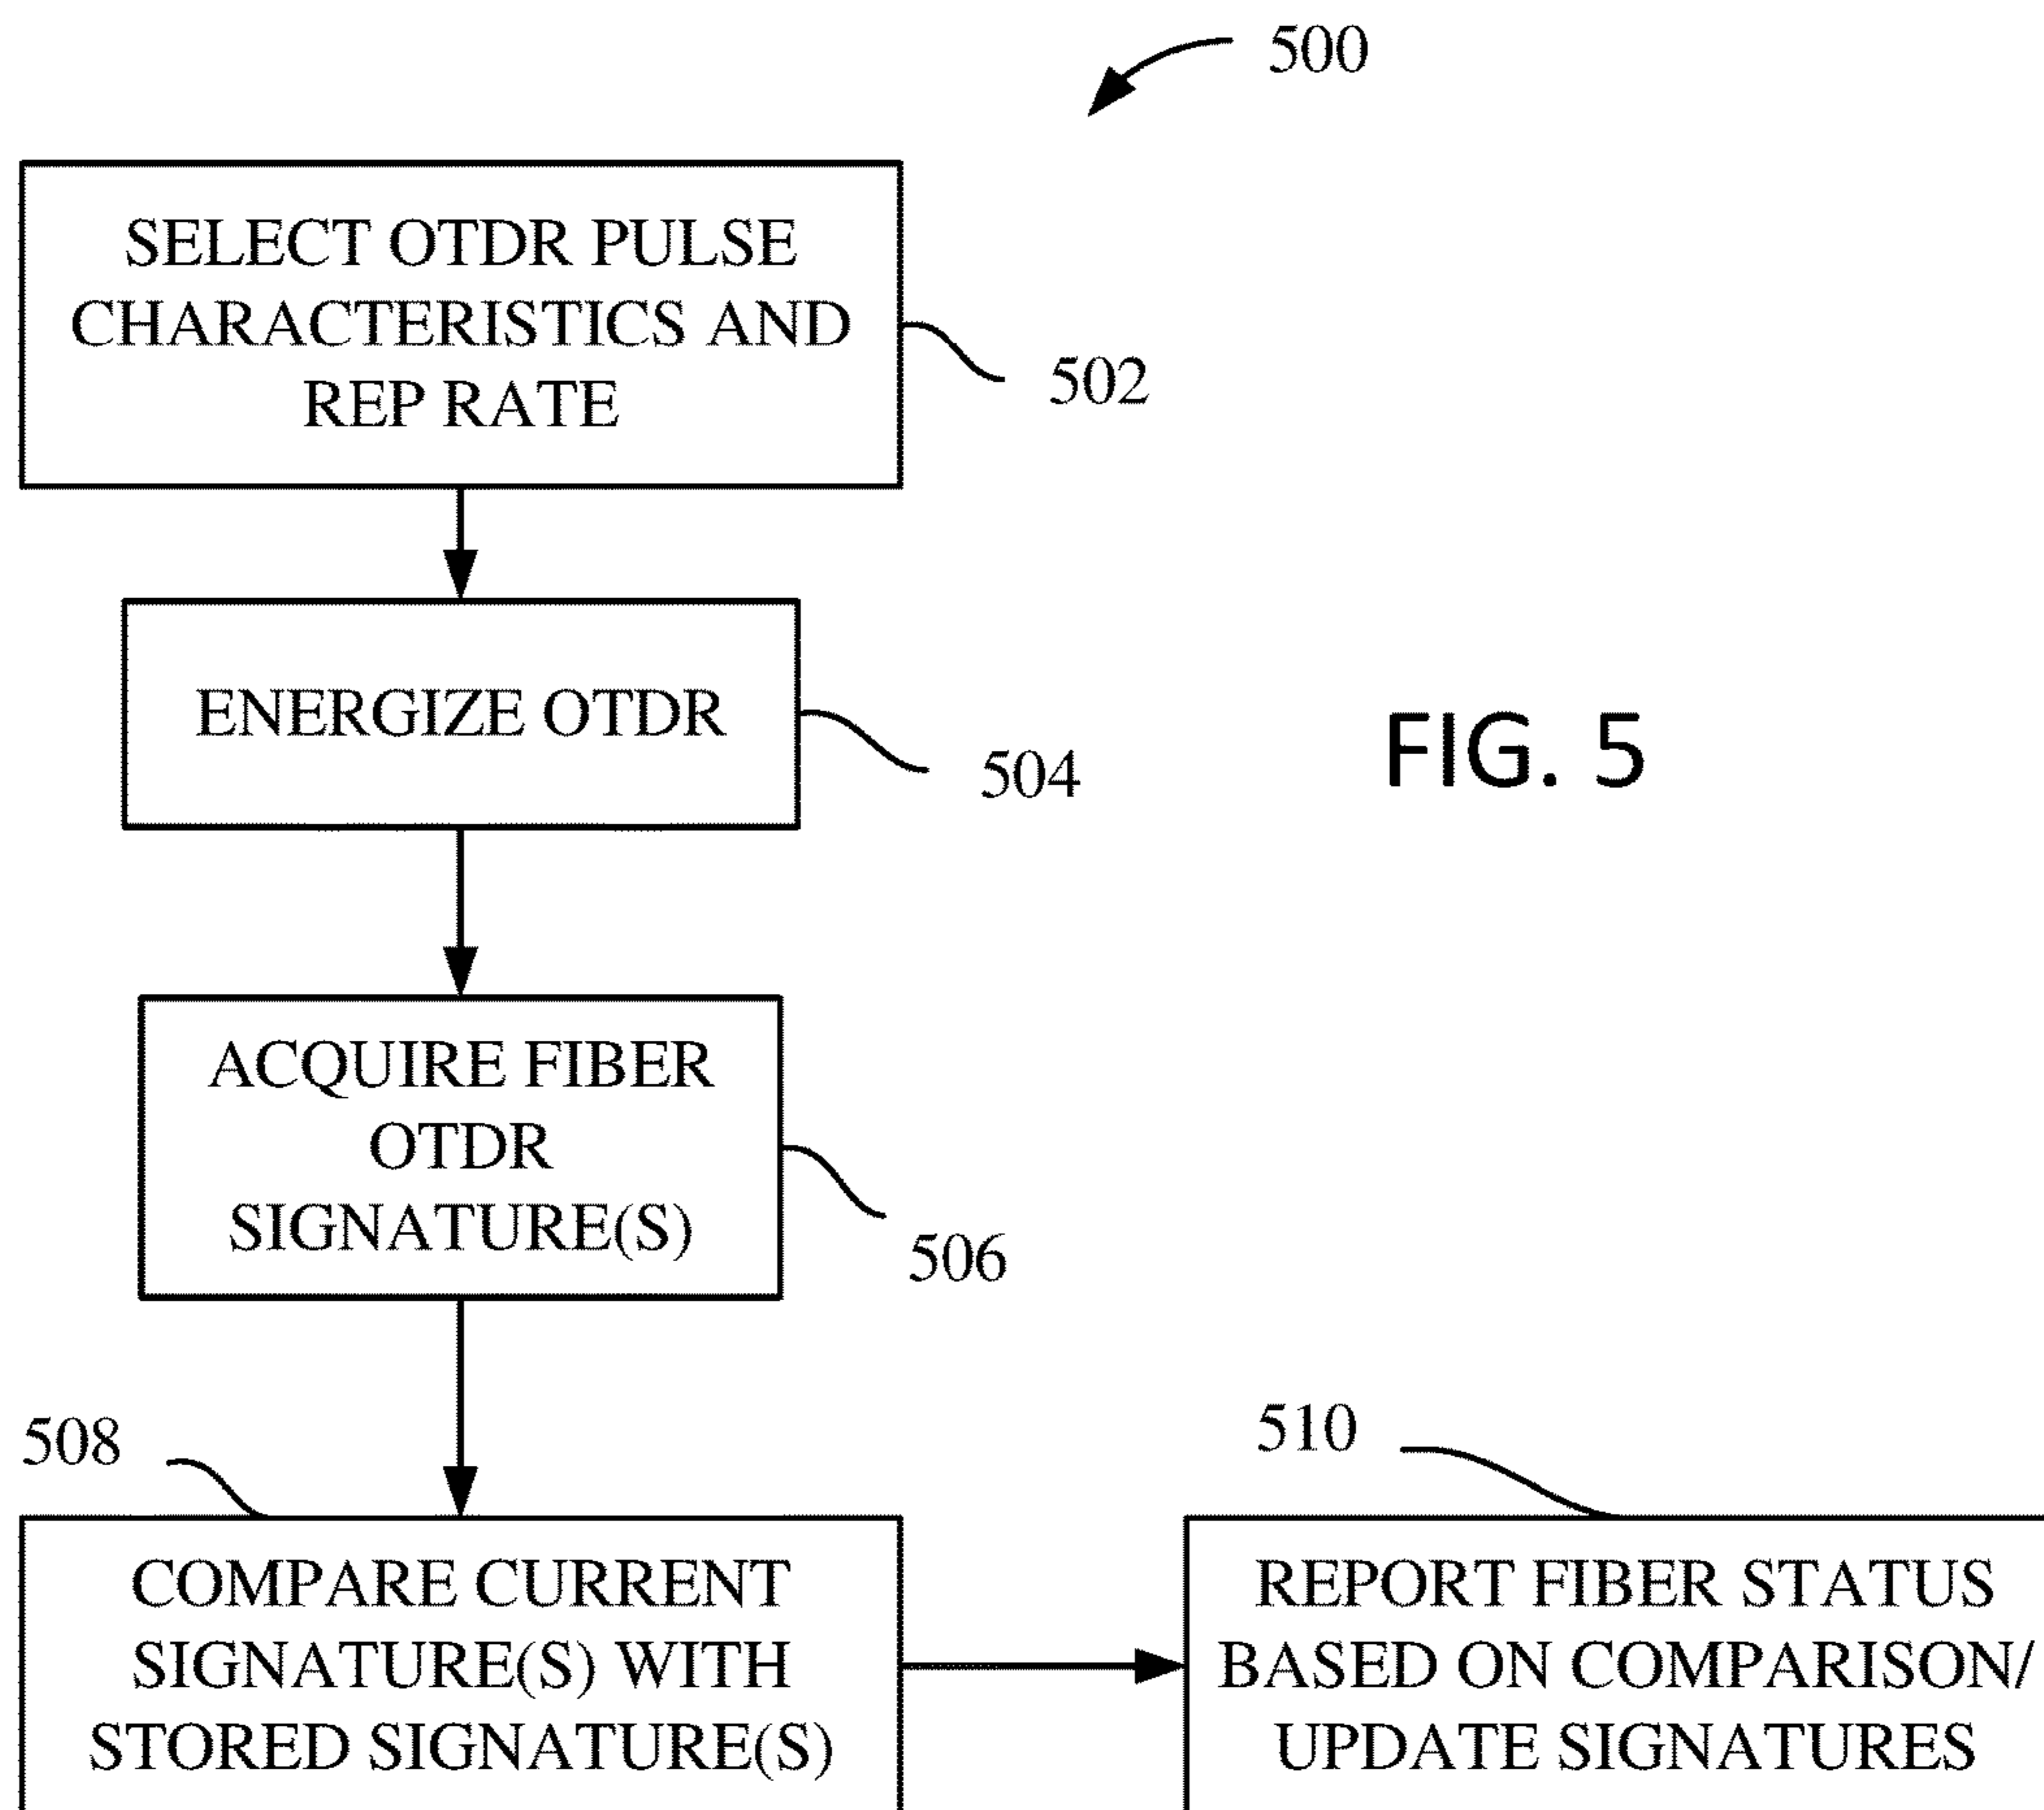 500
SELECT OTDR PULSE
CHARACTERISTICS AND
REP RATE
502
ENERGIZE OTDR
504
FIG. 5
ACQUIRE FIBER
OTDR
SIGNATURE(S)
506
508
COMPARE CURRENT
SIGNATURE(S) WITH
STORED SIGNATURE(S)
510
REPORT FIBER STATUS
BASED ON COMPARISON/
UPDATE SIGNATURES